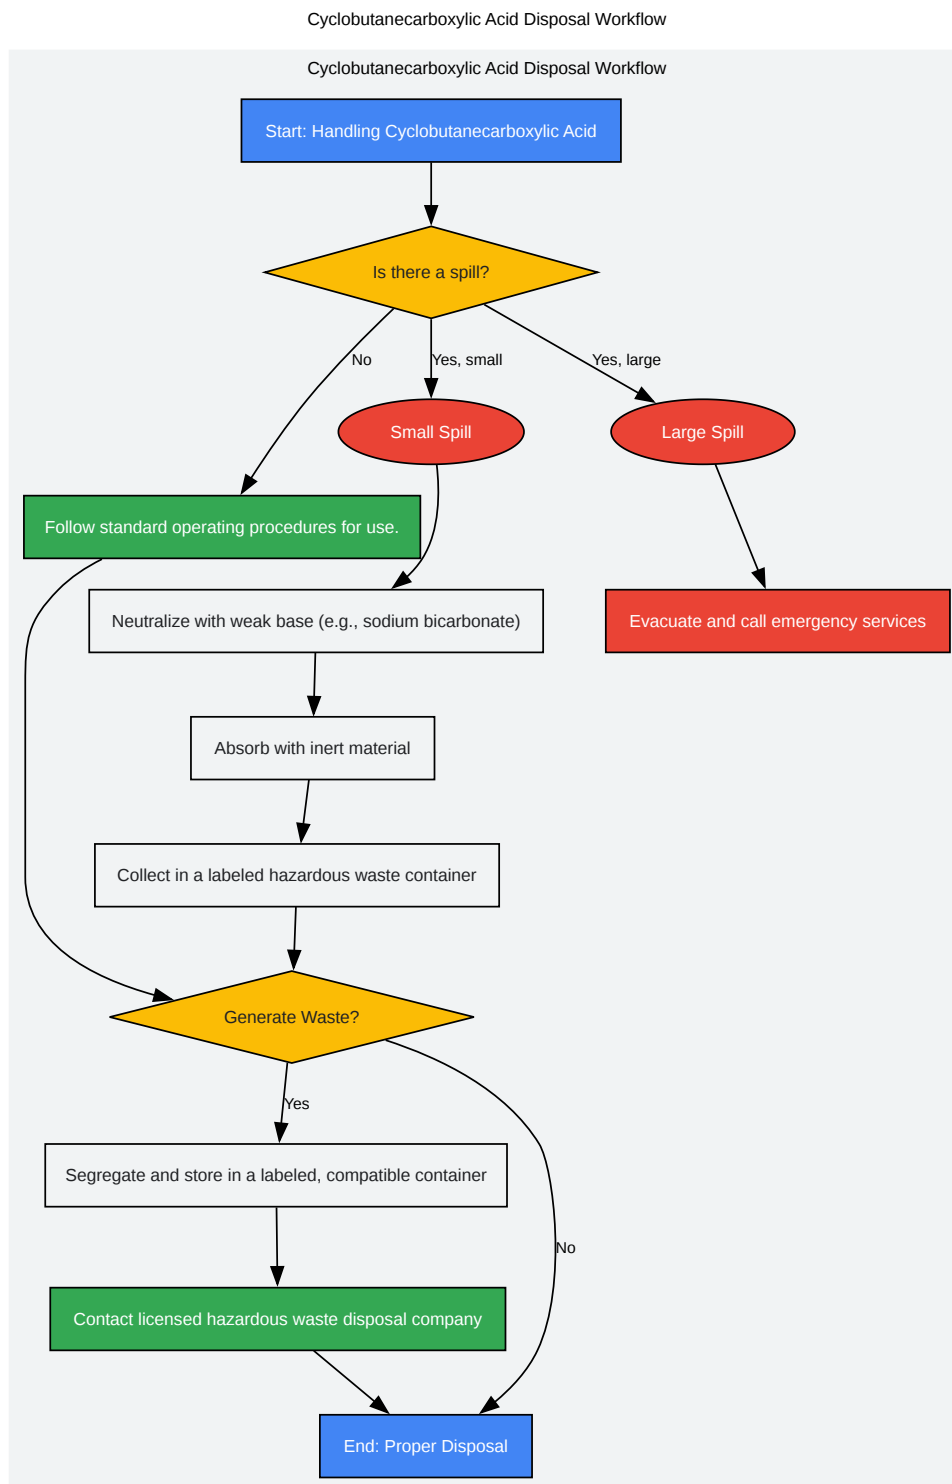 Cyclobutanecarboxylic Acid Disposal Workflow
Cyclobutanecarboxylic Acid Disposal Workflow
Start: Handling Cyclobutanecarboxylic Acid
Is there a spill?
No
Yes, small
Yes, large
Small Spill
Large Spill
Follow standard operating procedures for use.
Neutralize with weak base (e.g., sodium bicarbonate)
Evacuate and call emergency services
Absorb with inert material
Collect in a labeled hazardous waste container
Generate Waste?
Yes
Segregate and store in a labeled, compatible container
No
Contact licensed hazardous waste disposal company
End: Proper Disposal